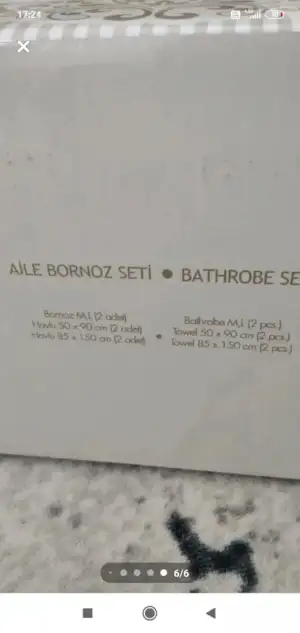 17:24
AİLE BORNOZ SETİ • BATHROBE SE
Bornoz M,L (2 adet)
Havlu 50 x 90 cm (2 adet)
Havlu 85 x 150 cm (2 adet)
•
Bathrobe M,L (2 pcs.)
Towel 50 x 90 cm (2 pcs.)
Towel 85 x 150 cm (2 pcs.)
6/6